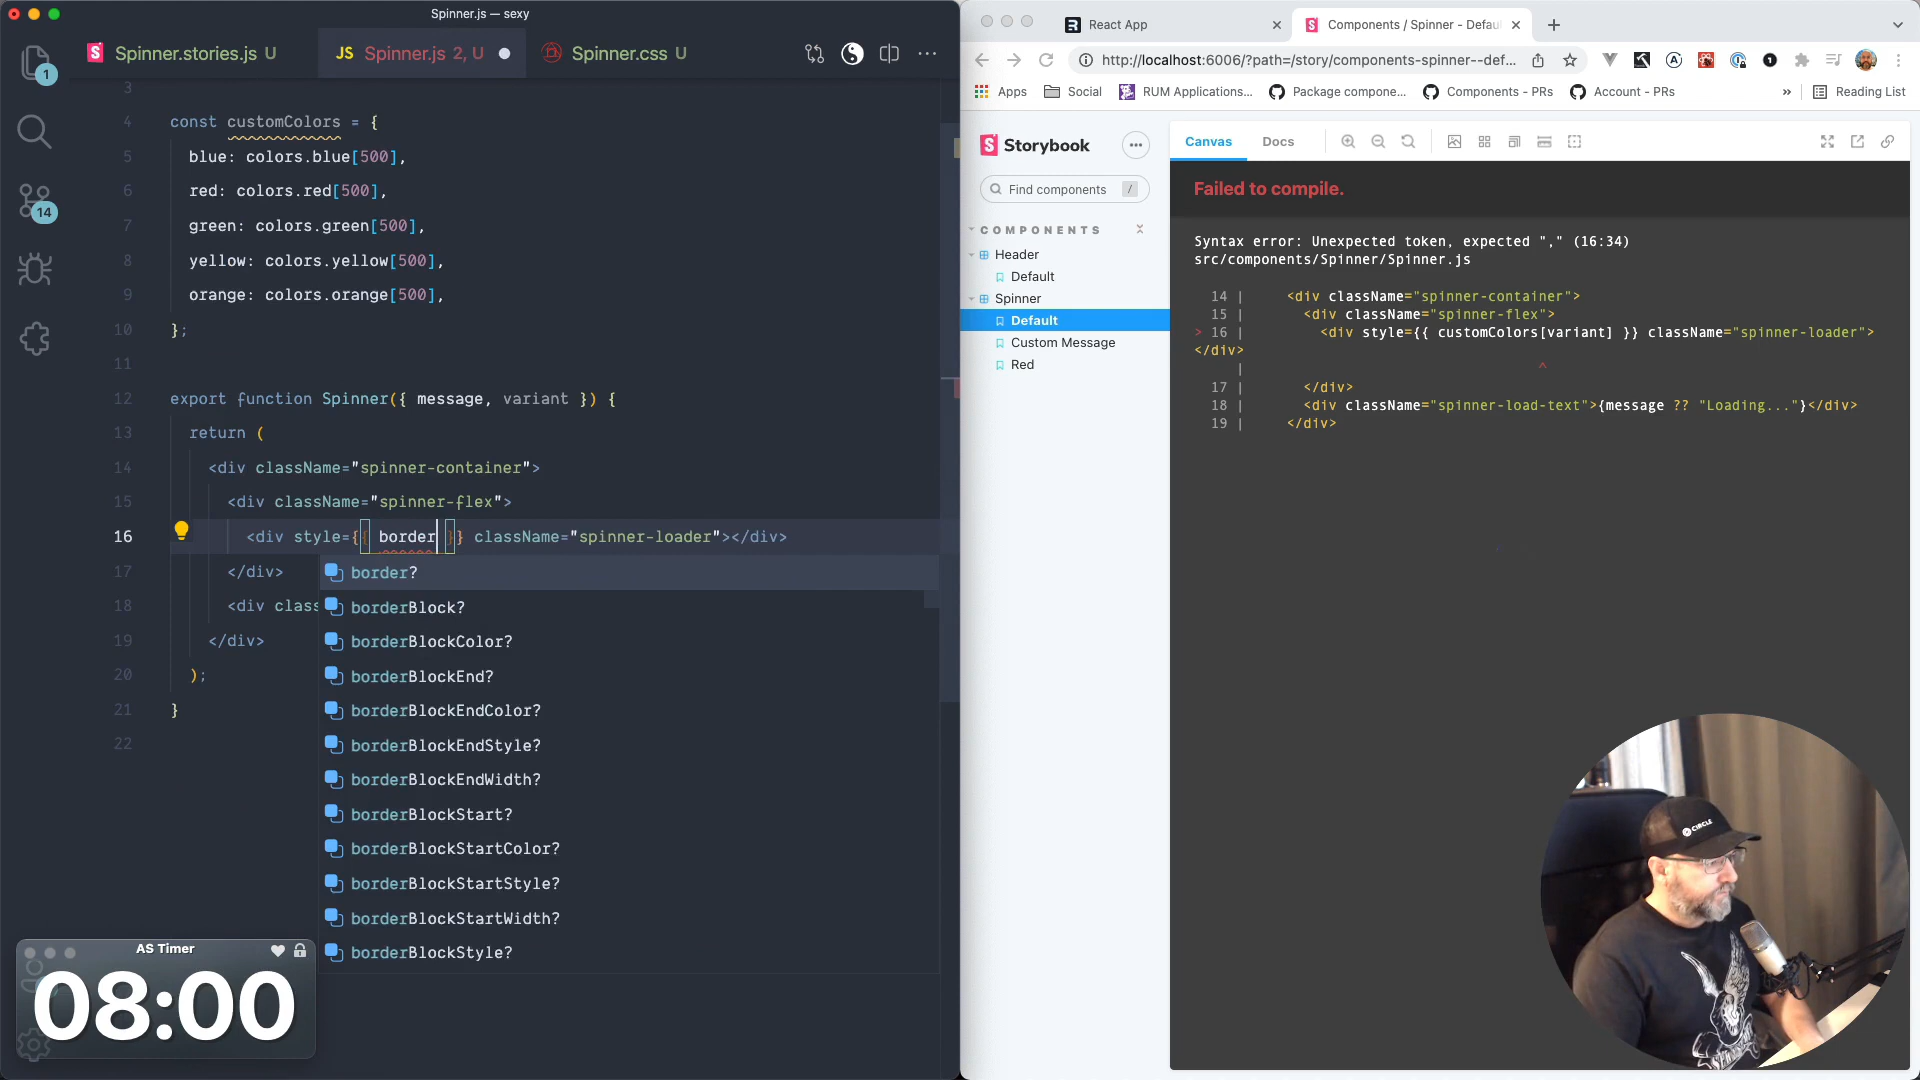 Spinner.js — sexy
Spinner.stories.js U
JS Spinner.js 2, U
Spinner.css U
1
14
3
4 const customColors = {
5 blue: colors.blue[500],
6 red: colors.red[500],
7 green: colors.green[500],
8 yellow: colors.yellow[500],
9 orange: colors.orange[500],
10 };
11
12 export function Spinner({ message, variant }) {
13 return (
14 <div className="spinner-container">
15 <div className="spinner-flex">
16 <div style={{ border }} className="spinner-loader"></div>
17 </div>
18 <div class
19 </div>
20 );
21 }
22
border?
borderBlock?
borderBlockColor?
borderBlockEnd?
borderBlockEndColor?
borderBlockEndStyle?
borderBlockEndWidth?
borderBlockStart?
borderBlockStartColor?
borderBlockStartStyle?
borderBlockStartWidth?
borderBlockStyle?
AS Timer
08:00
React App
Components / Spinner - Defau
http://localhost:6006/?path=/story/components-spinner--def...
Apps
Social
RUM Applications...
Package compone...
Components - PRs
Account - PRs
»
Reading List
Storybook
Find components /
COMPONENTS
Header
Default
Spinner
Default
Custom Message
Red
Canvas
Docs
Failed to compile.
Syntax error: Unexpected token, expected "," (16:34)
src/components/Spinner/Spinner.js
14 | <div className="spinner-container">
15 | <div className="spinner-flex">
> 16 | <div style={{ customColors[variant] }} className="spinner-loader">
</div>
| ^
17 | </div>
18 | <div className="spinner-load-text">{message ?? "Loading..."}</div>
19 | </div>
CIRCLE